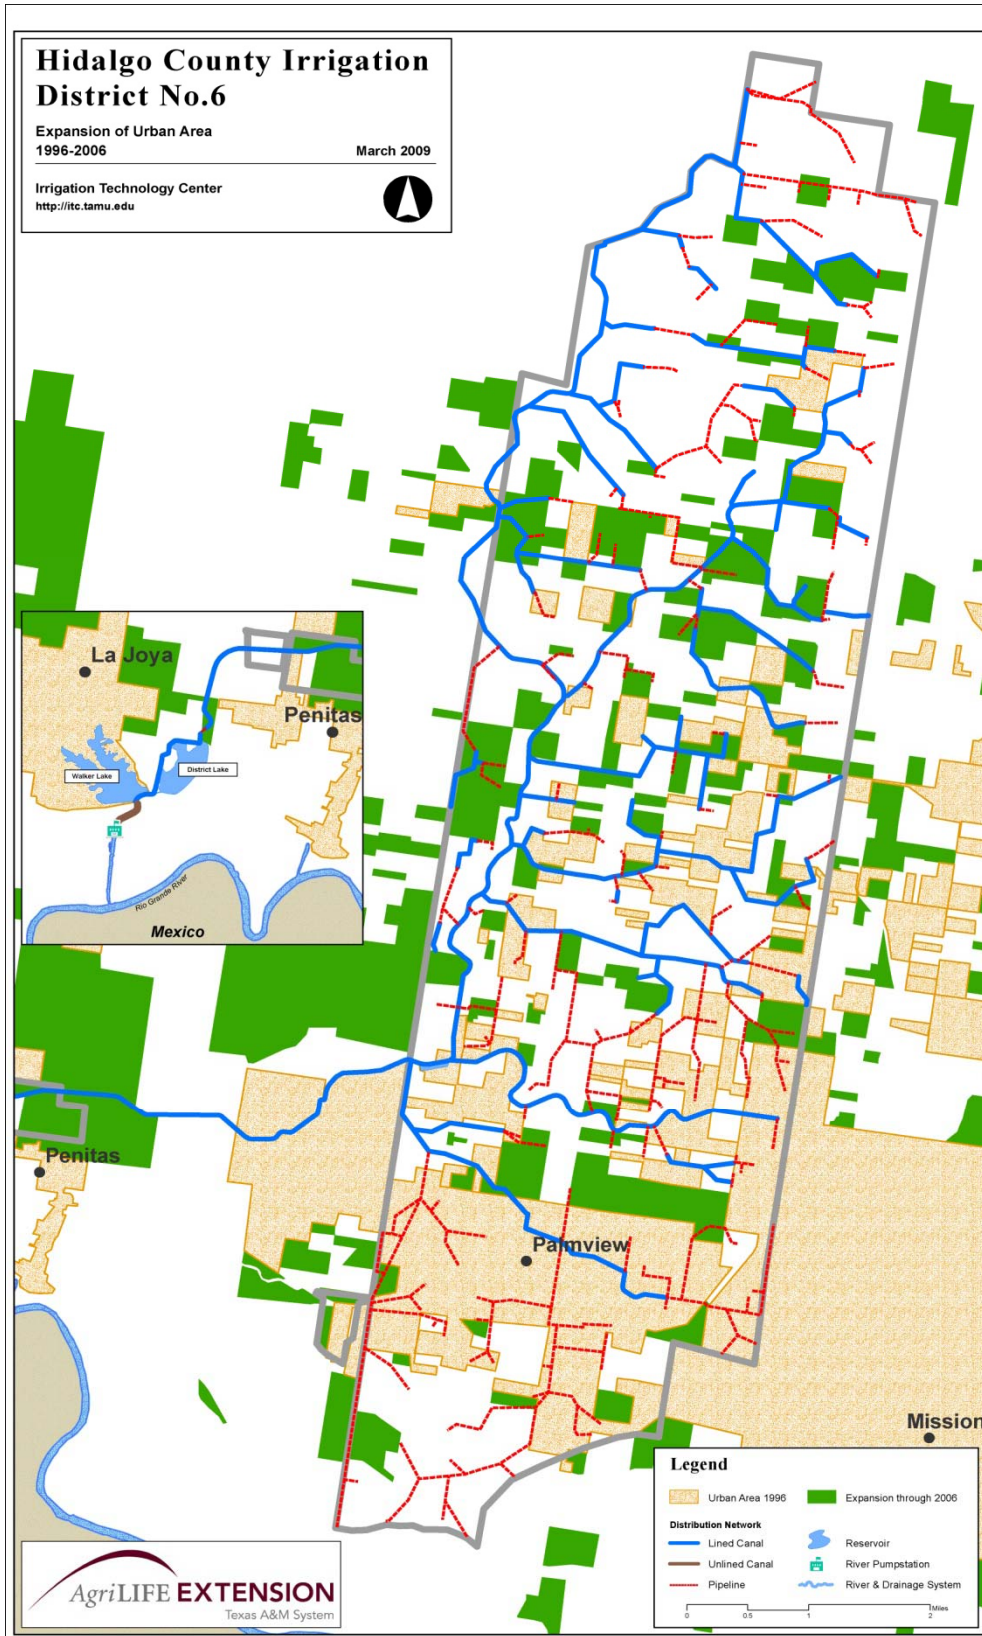 Hidalgo County Irrigation
District No.6
Expansion of Urban Area
1996-2006 March 2009
Irrigation Technology Center
http://itc.tamu.edu
La Joya
Penitas
Walker Lake
District Lake
Rio Grande River
Mexico
Penitas
Palmview
Mission
Legend
Urban Area 1996 Expansion through 2006
Distribution Network
Lined Canal Reservoir
Unlined Canal River Pumpstation
Pipeline River & Drainage System
Miles
0 0.5 1 2
AgriLIFE EXTENSION
Texas A&M System